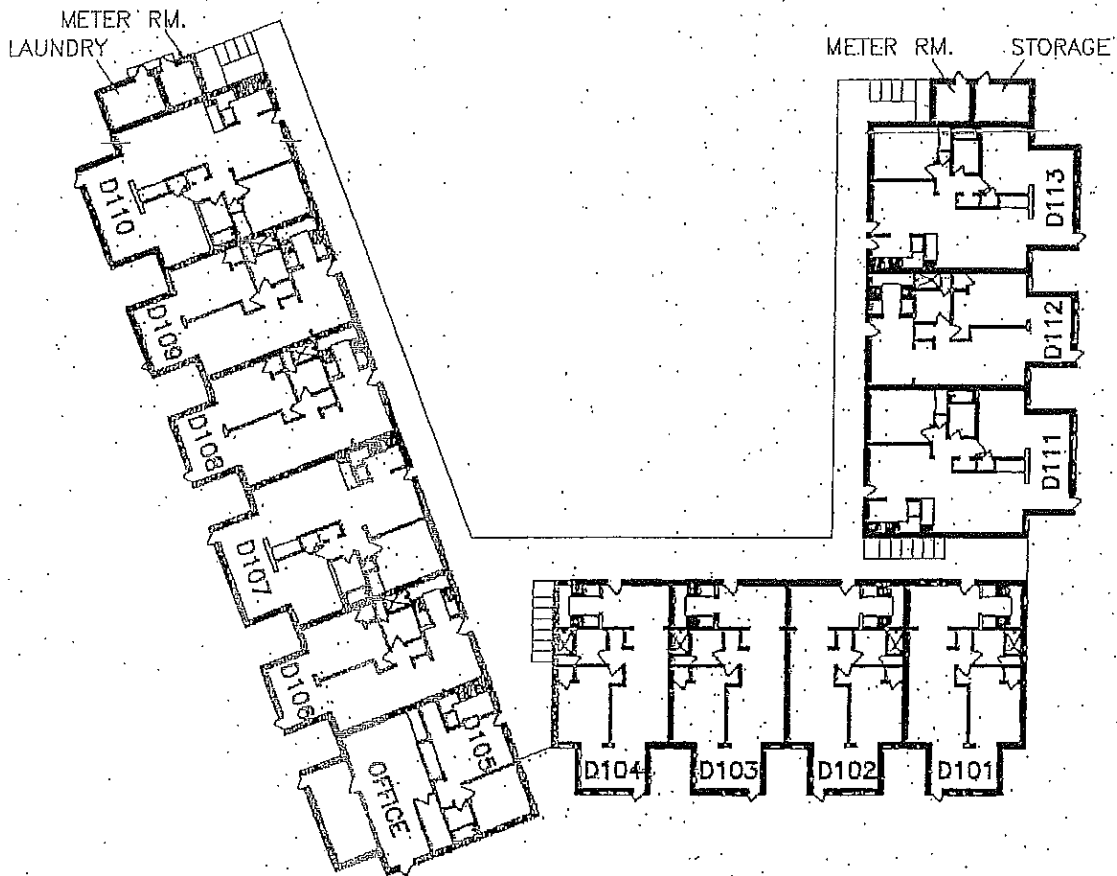 METER RM.
LAUNDRY
METER RM.
STORAGE
D110
D109
D108
D107
D106
D105
OFFICE
D104
D103
D102
D101
D111
D112
D113